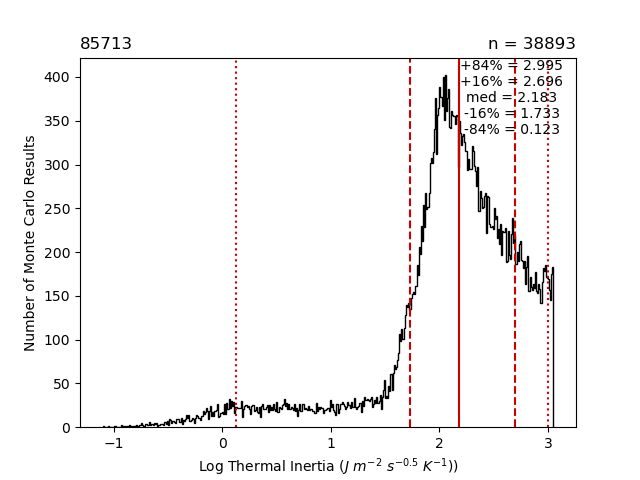 85713
n = 38893
+84% = 2.995
+16% = 2.696
med = 2.183
-16% = 1.733
-84% = 0.123
Number of Monte Carlo Results
400
350
300
250
200
150
100
50
0
−1
0
1
2
3
Log Thermal Inertia (J m⁻² s⁻⁰·⁵ K⁻¹))